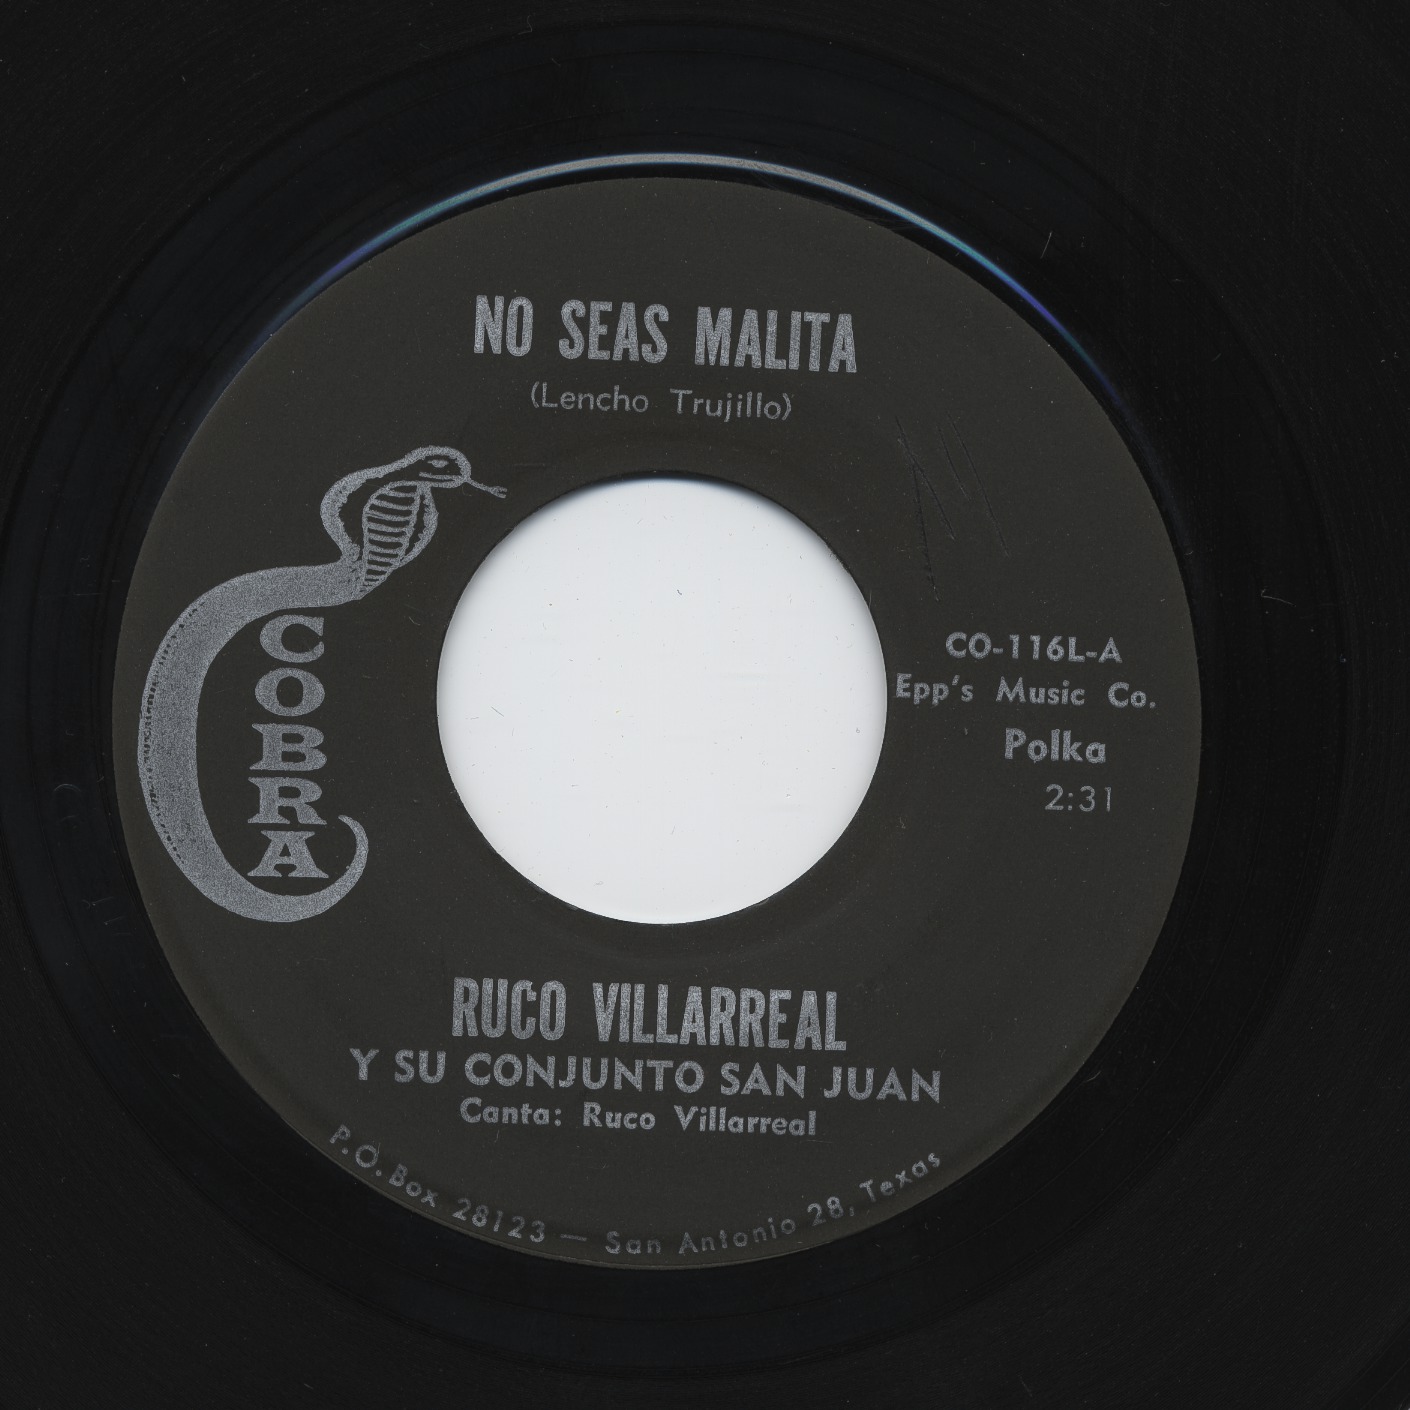 NO SEAS MALITA
(Lencho Trujillo)
COBRA
CO-116L-A
Epp's Music Co.
Polka
2:31
RUCO VILLARREAL
Y SU CONJUNTO SAN JUAN
Canta: Ruco Villarreal
P.O. Box 28123 — San Antonio 28, Texas